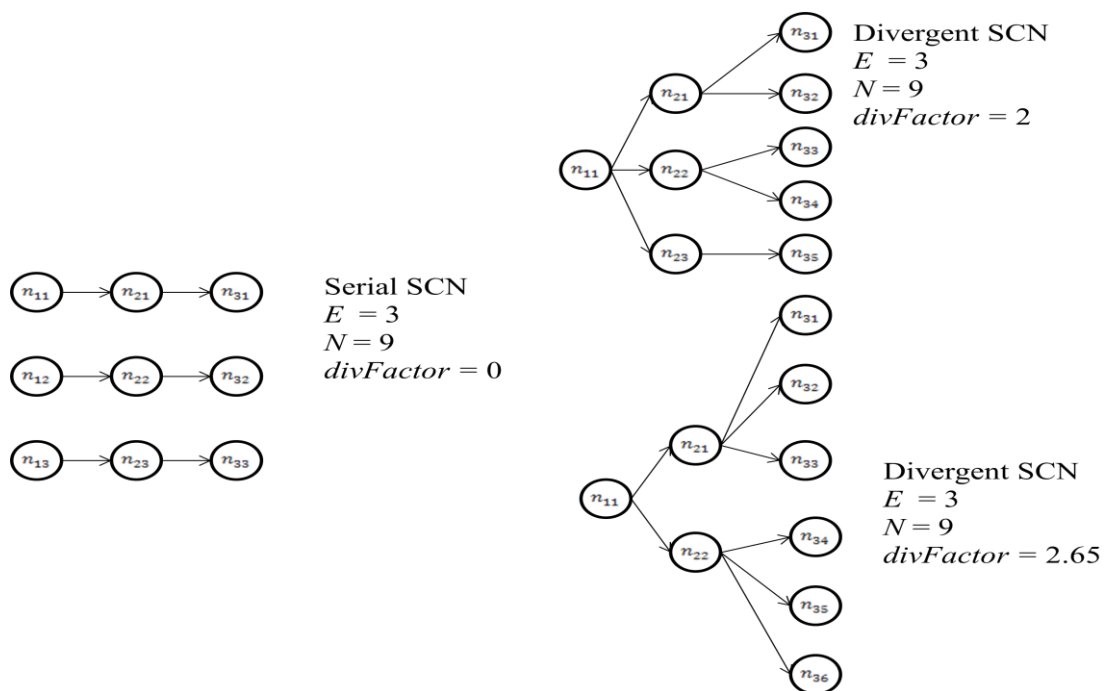 n11 n21 n31
Serial SCN
E = 3
N = 9
divFactor = 0
n12 n22 n32
n13 n23 n33
n31
Divergent SCN
E = 3
N = 9
divFactor = 2
n21 n32
n33
n11 n22
n34
n23 n35
n31
n32
n21
n33
n11
Divergent SCN
E = 3
N = 9
divFactor = 2.65
n34
n22
n35
n36